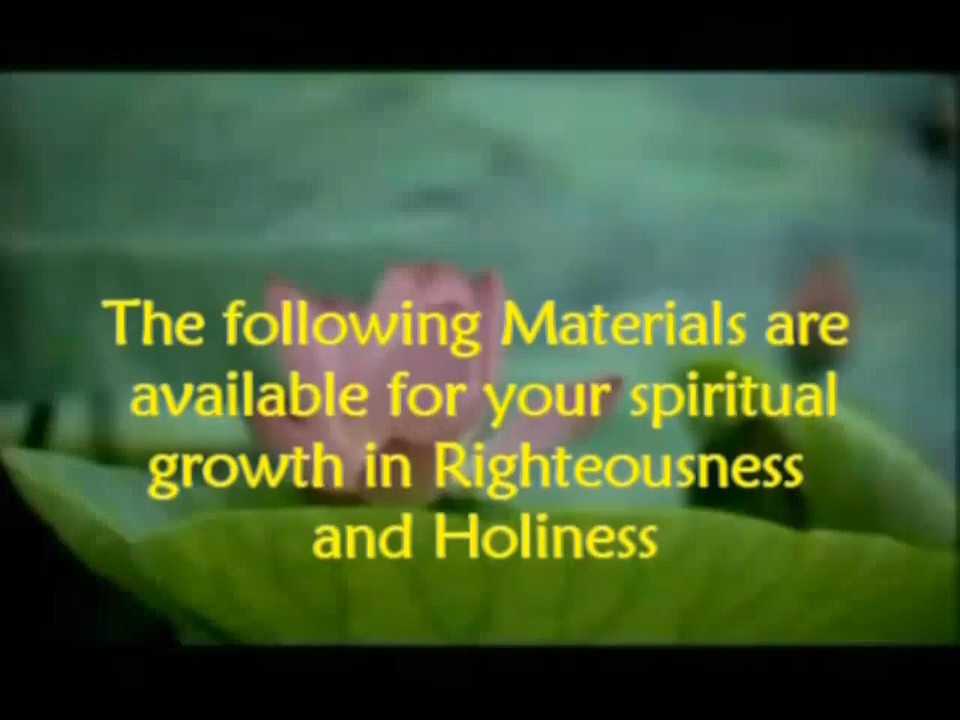 The following Materials are
available for your spiritual
growth in Righteousness
and Holiness